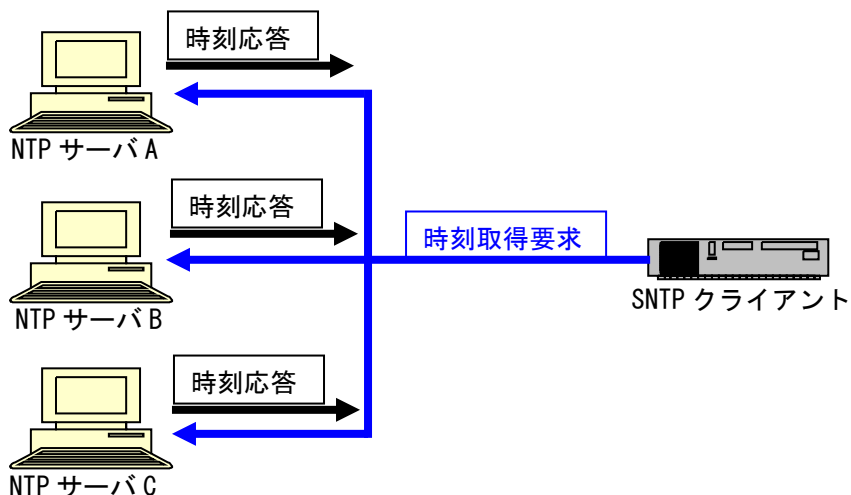 時刻応答
NTP サーバ A
時刻応答
時刻取得要求
NTP サーバ B
SNTP クライアント
時刻応答
NTP サーバ C